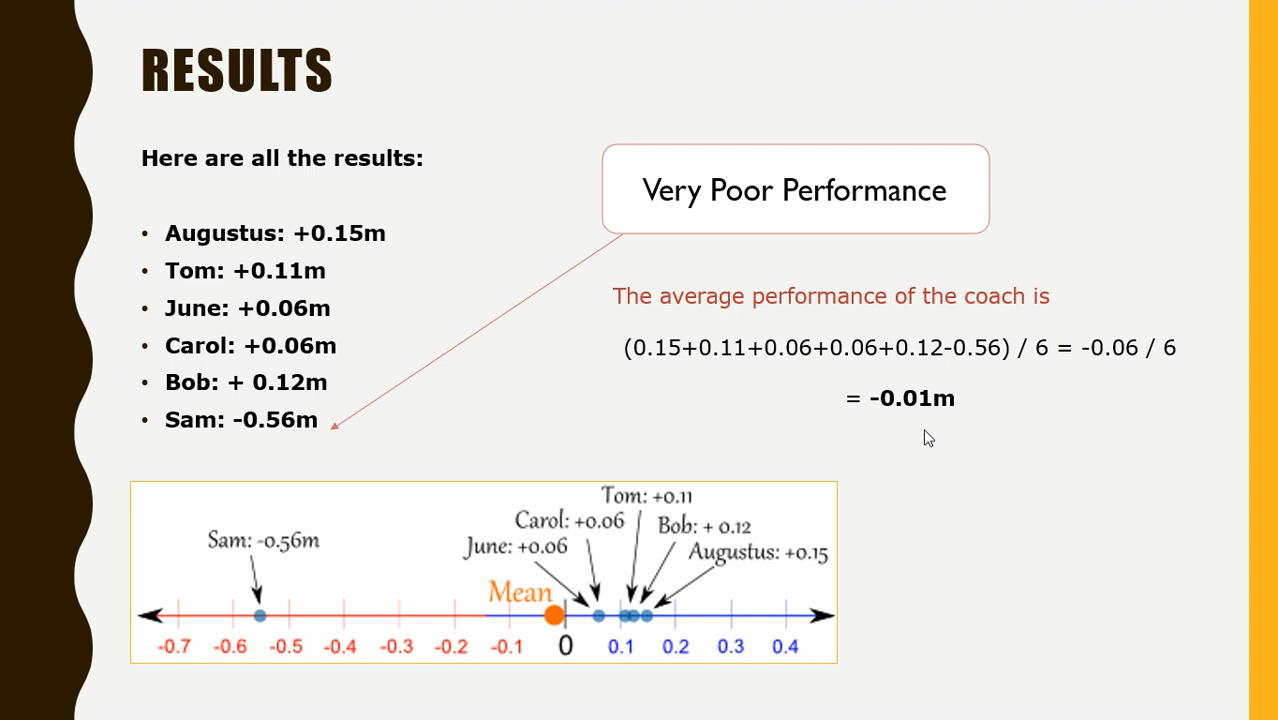 RESULTS
Here are all the results:
Very Poor Performance
• Augustus: +0.15m
• Tom: +0.11m
• June: +0.06m
• Carol: +0.06m
• Bob: + 0.12m
• Sam: -0.56m
The average performance of the coach is
(0.15+0.11+0.06+0.06+0.12-0.56) / 6 = -0.06 / 6
= -0.01m
Tom: +0.11
Carol: +0.06
Bob: + 0.12
Sam: -0.56m
June: +0.06
Augustus: +0.15
Mean
-0.7 -0.6 -0.5 -0.4 -0.3 -0.2 -0.1 0 0.1 0.2 0.3 0.4